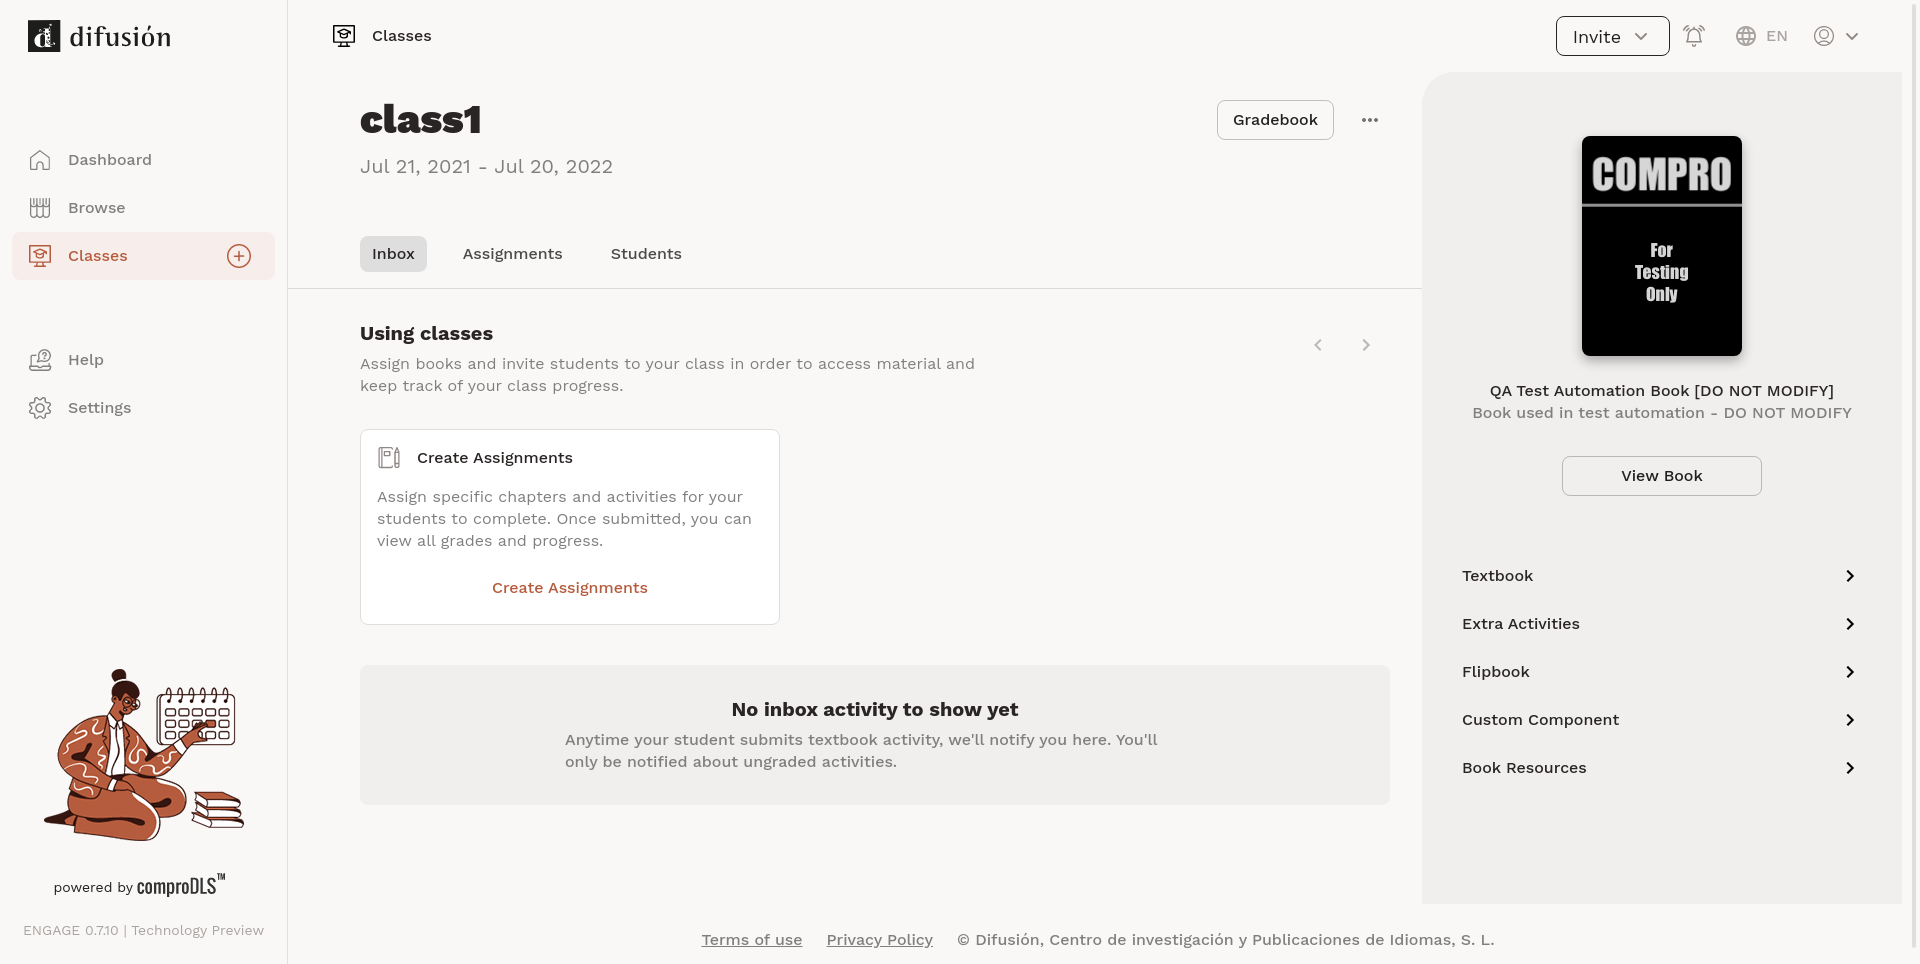 difusión
Dashboard
Browse
Classes
Help
Settings
powered by comproDLS™
ENGAGE 0.7.10 | Technology Preview
Classes
Invite
EN
class1
Jul 21, 2021 - Jul 20, 2022
Gradebook
Inbox
Assignments
Students
Using classes
Assign books and invite students to your class in order to access material and
keep track of your class progress.
Create Assignments
Assign specific chapters and activities for your
students to complete. Once submitted, you can
view all grades and progress.
Create Assignments
No inbox activity to show yet
Anytime your student submits textbook activity, we'll notify you here. You'll
only be notified about ungraded activities.
COMPRO
For
Testing
Only
QA Test Automation Book [DO NOT MODIFY]
Book used in test automation - DO NOT MODIFY
View Book
Textbook
Extra Activities
Flipbook
Custom Component
Book Resources
Terms of use
Privacy Policy
© Difusión, Centro de investigación y Publicaciones de Idiomas, S. L.